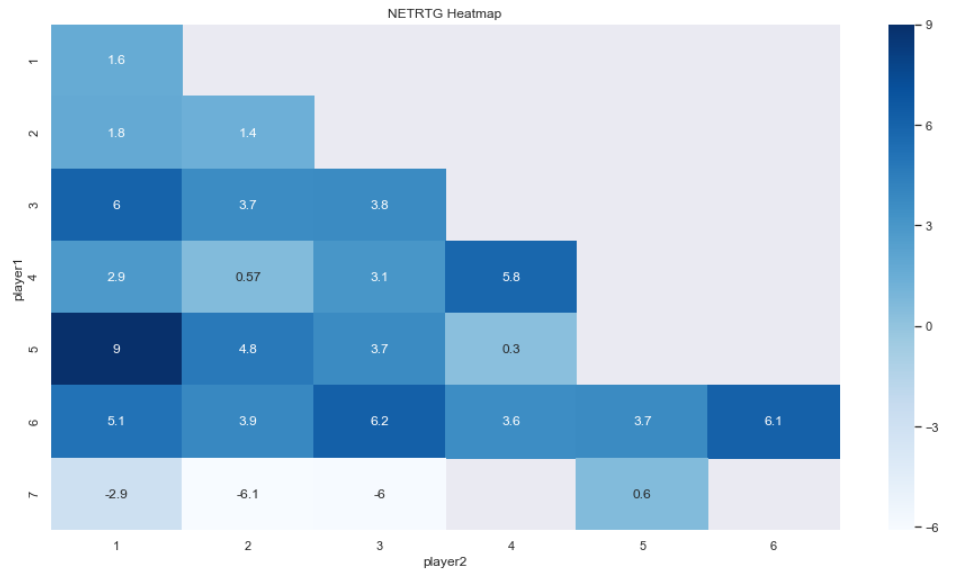 NETRTG Heatmap
9
1 1.6
2 1.8 1.4
6
3 6 3.7 3.8
3
player1
4 2.9 0.57 3.1 5.8
0
5 9 4.8 3.7 0.3
-3
6 5.1 3.9 6.2 3.6 3.7 6.1
7 -2.9 -6.1 -6 0.6
-6
1 2 3 4 5 6
player2